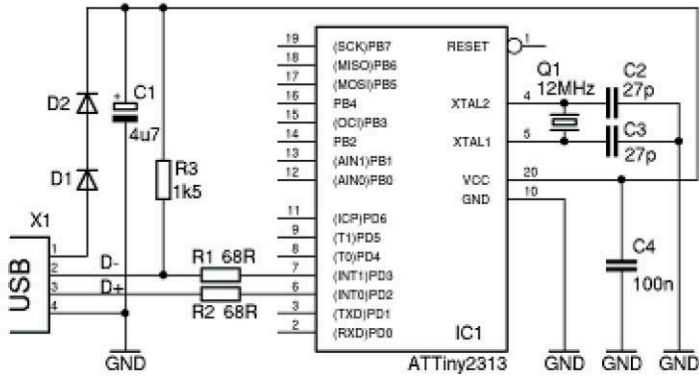 19 (SCK)PB7 RESET 1
18 (MISO)PB6
17 (MOSI)PB5
16 PB4 XTAL2 4
15 (OCI)PB3
14 PB2 XTAL1 5
13 (AIN1)PB1
12 (AIN0)PB0 VCC 20
GND 10
11 (ICP)PD6
9 (T1)PD5
8 (T0)PD4
7 (INT1)PD3
6 (INT0)PD2
3 (TXD)PD1
2 (RXD)PD0 IC1
ATTiny2313
Q1
12MHz
C2
27p
C3
27p
C4
100n
D2
C1
+
4u7
D1
R3
1k5
X1
USB
1
2
3
4
D-
D+
R1 68R
R2 68R
GND
GND
GND
GND